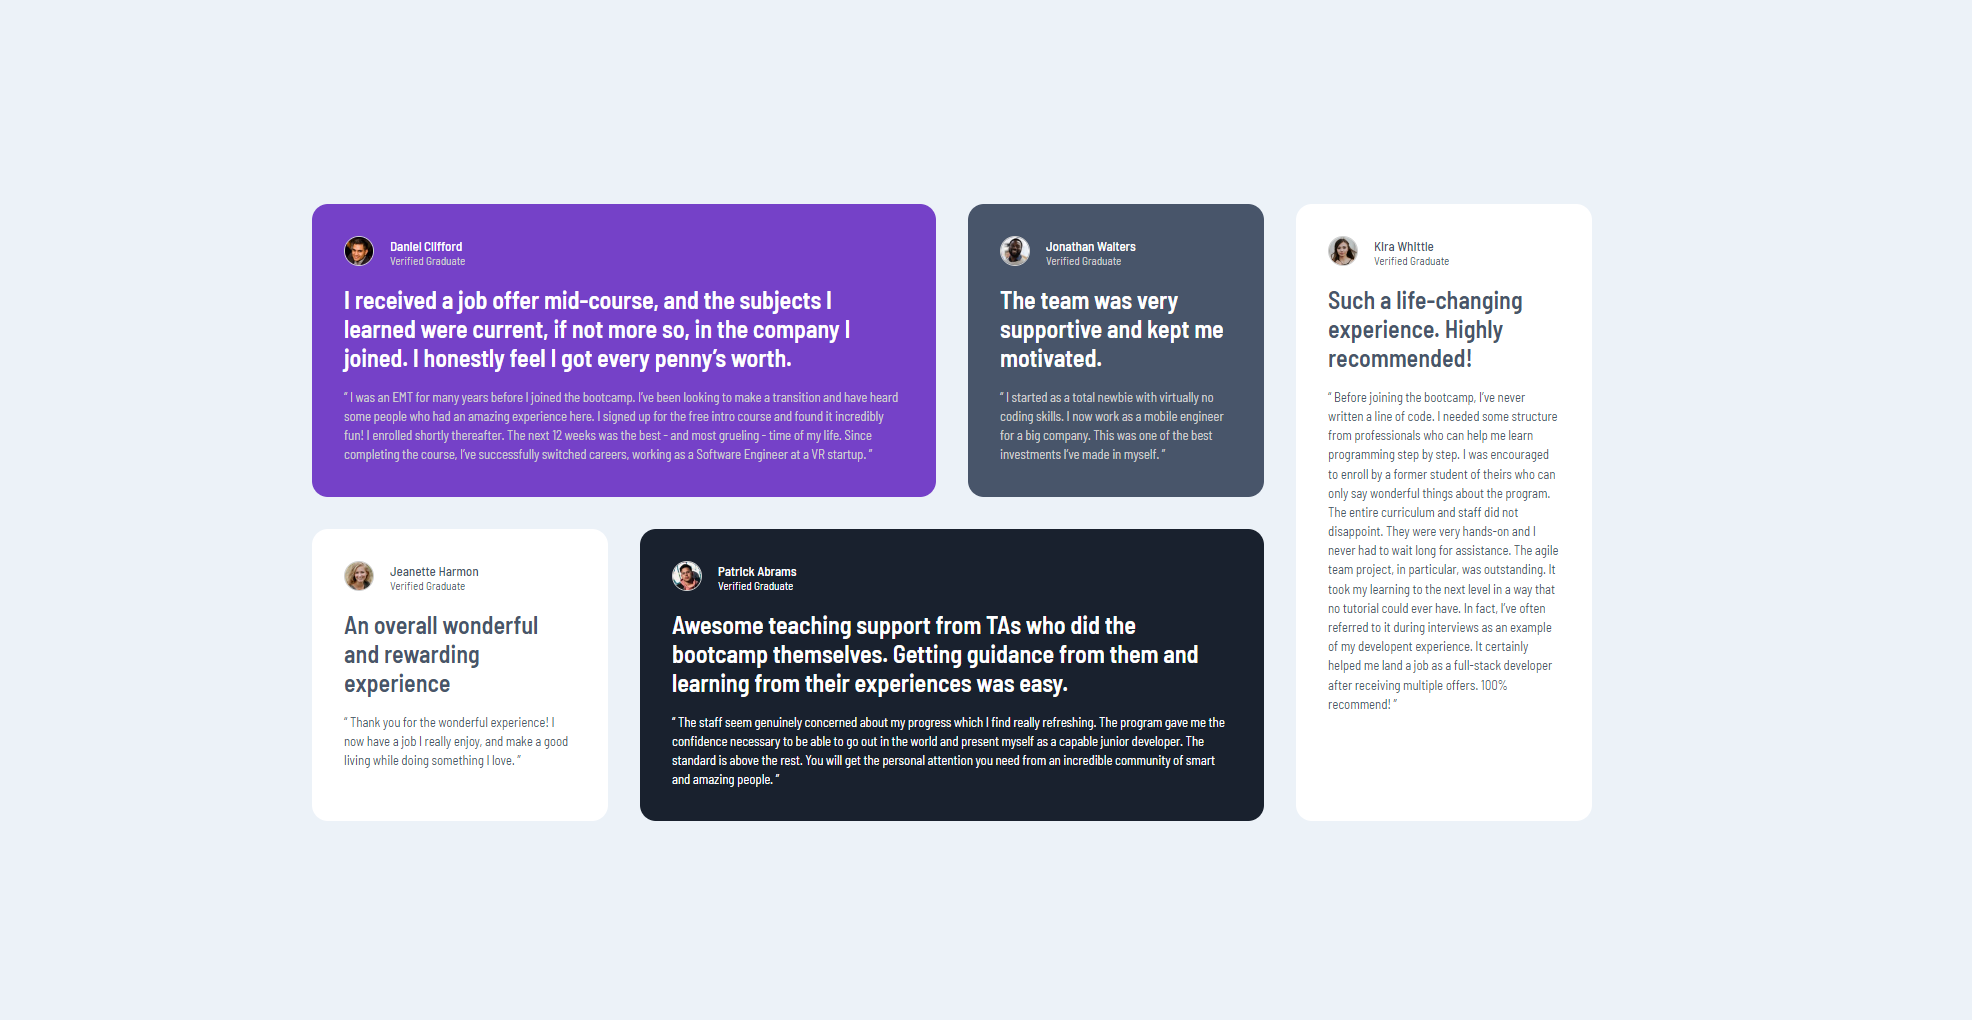 Daniel Clifford
Verified Graduate
I received a job offer mid-course, and the subjects I
learned were current, if not more so, in the company I
joined. I honestly feel I got every penny’s worth.
“ I was an EMT for many years before I joined the bootcamp. I’ve been looking to make a transition and have heard
some people who had an amazing experience here. I signed up for the free intro course and found it incredibly
fun! I enrolled shortly thereafter. The next 12 weeks was the best - and most grueling - time of my life. Since
completing the course, I’ve successfully switched careers, working as a Software Engineer at a VR startup. ”
Jonathan Walters
Verified Graduate
The team was very
supportive and kept me
motivated.
“ I started as a total newbie with virtually no
coding skills. I now work as a mobile engineer
for a big company. This was one of the best
investments I’ve made in myself. ”
Kira Whittle
Verified Graduate
Such a life-changing
experience. Highly
recommended!
“ Before joining the bootcamp, I’ve never
written a line of code. I needed some structure
from professionals who can help me learn
programming step by step. I was encouraged
to enroll by a former student of theirs who can
only say wonderful things about the program.
The entire curriculum and staff did not
disappoint. They were very hands-on and I
never had to wait long for assistance. The agile
team project, in particular, was outstanding. It
took my learning to the next level in a way that
no tutorial could ever have. In fact, I’ve often
referred to it during interviews as an example
of my developent experience. It certainly
helped me land a job as a full-stack developer
after receiving multiple offers. 100%
recommend! ”
Jeanette Harmon
Verified Graduate
An overall wonderful
and rewarding
experience
“ Thank you for the wonderful experience! I
now have a job I really enjoy, and make a good
living while doing something I love. ”
Patrick Abrams
Verified Graduate
Awesome teaching support from TAs who did the
bootcamp themselves. Getting guidance from them and
learning from their experiences was easy.
“ The staff seem genuinely concerned about my progress which I find really refreshing. The program gave me the
confidence necessary to be able to go out in the world and present myself as a capable junior developer. The
standard is above the rest. You will get the personal attention you need from an incredible community of smart
and amazing people. ”